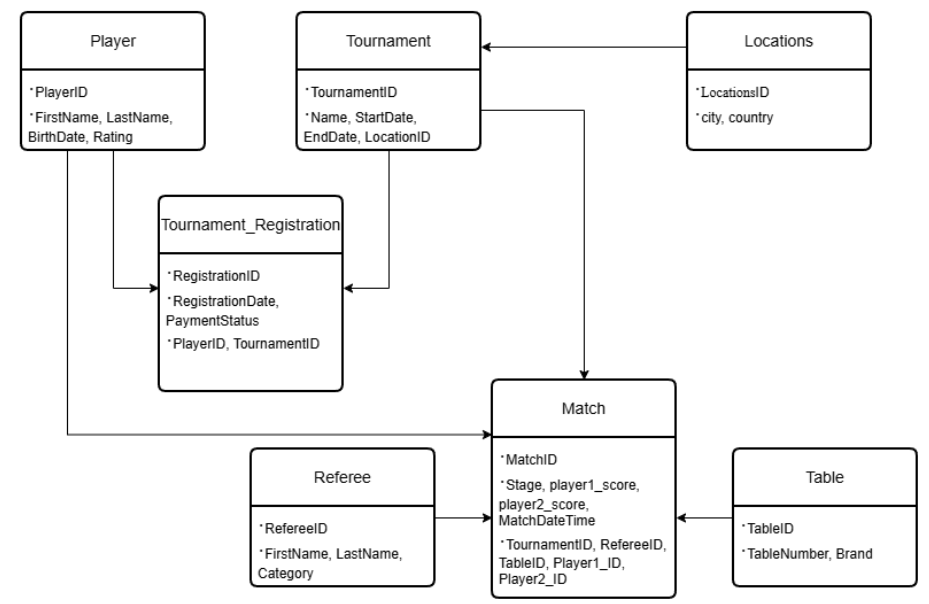 Player
·PlayerID
·FirstName, LastName,
BirthDate, Rating
Tournament
·TournamentID
·Name, StartDate,
EndDate, LocationID
Locations
·LocationsID
·city, country
Tournament_Registration
·RegistrationID
·RegistrationDate,
PaymentStatus
·PlayerID, TournamentID
Match
·MatchID
·Stage, player1_score,
player2_score,
MatchDateTime
·TournamentID, RefereeID,
TableID, Player1_ID,
Player2_ID
Referee
·RefereeID
·FirstName, LastName,
Category
Table
·TableID
·TableNumber, Brand